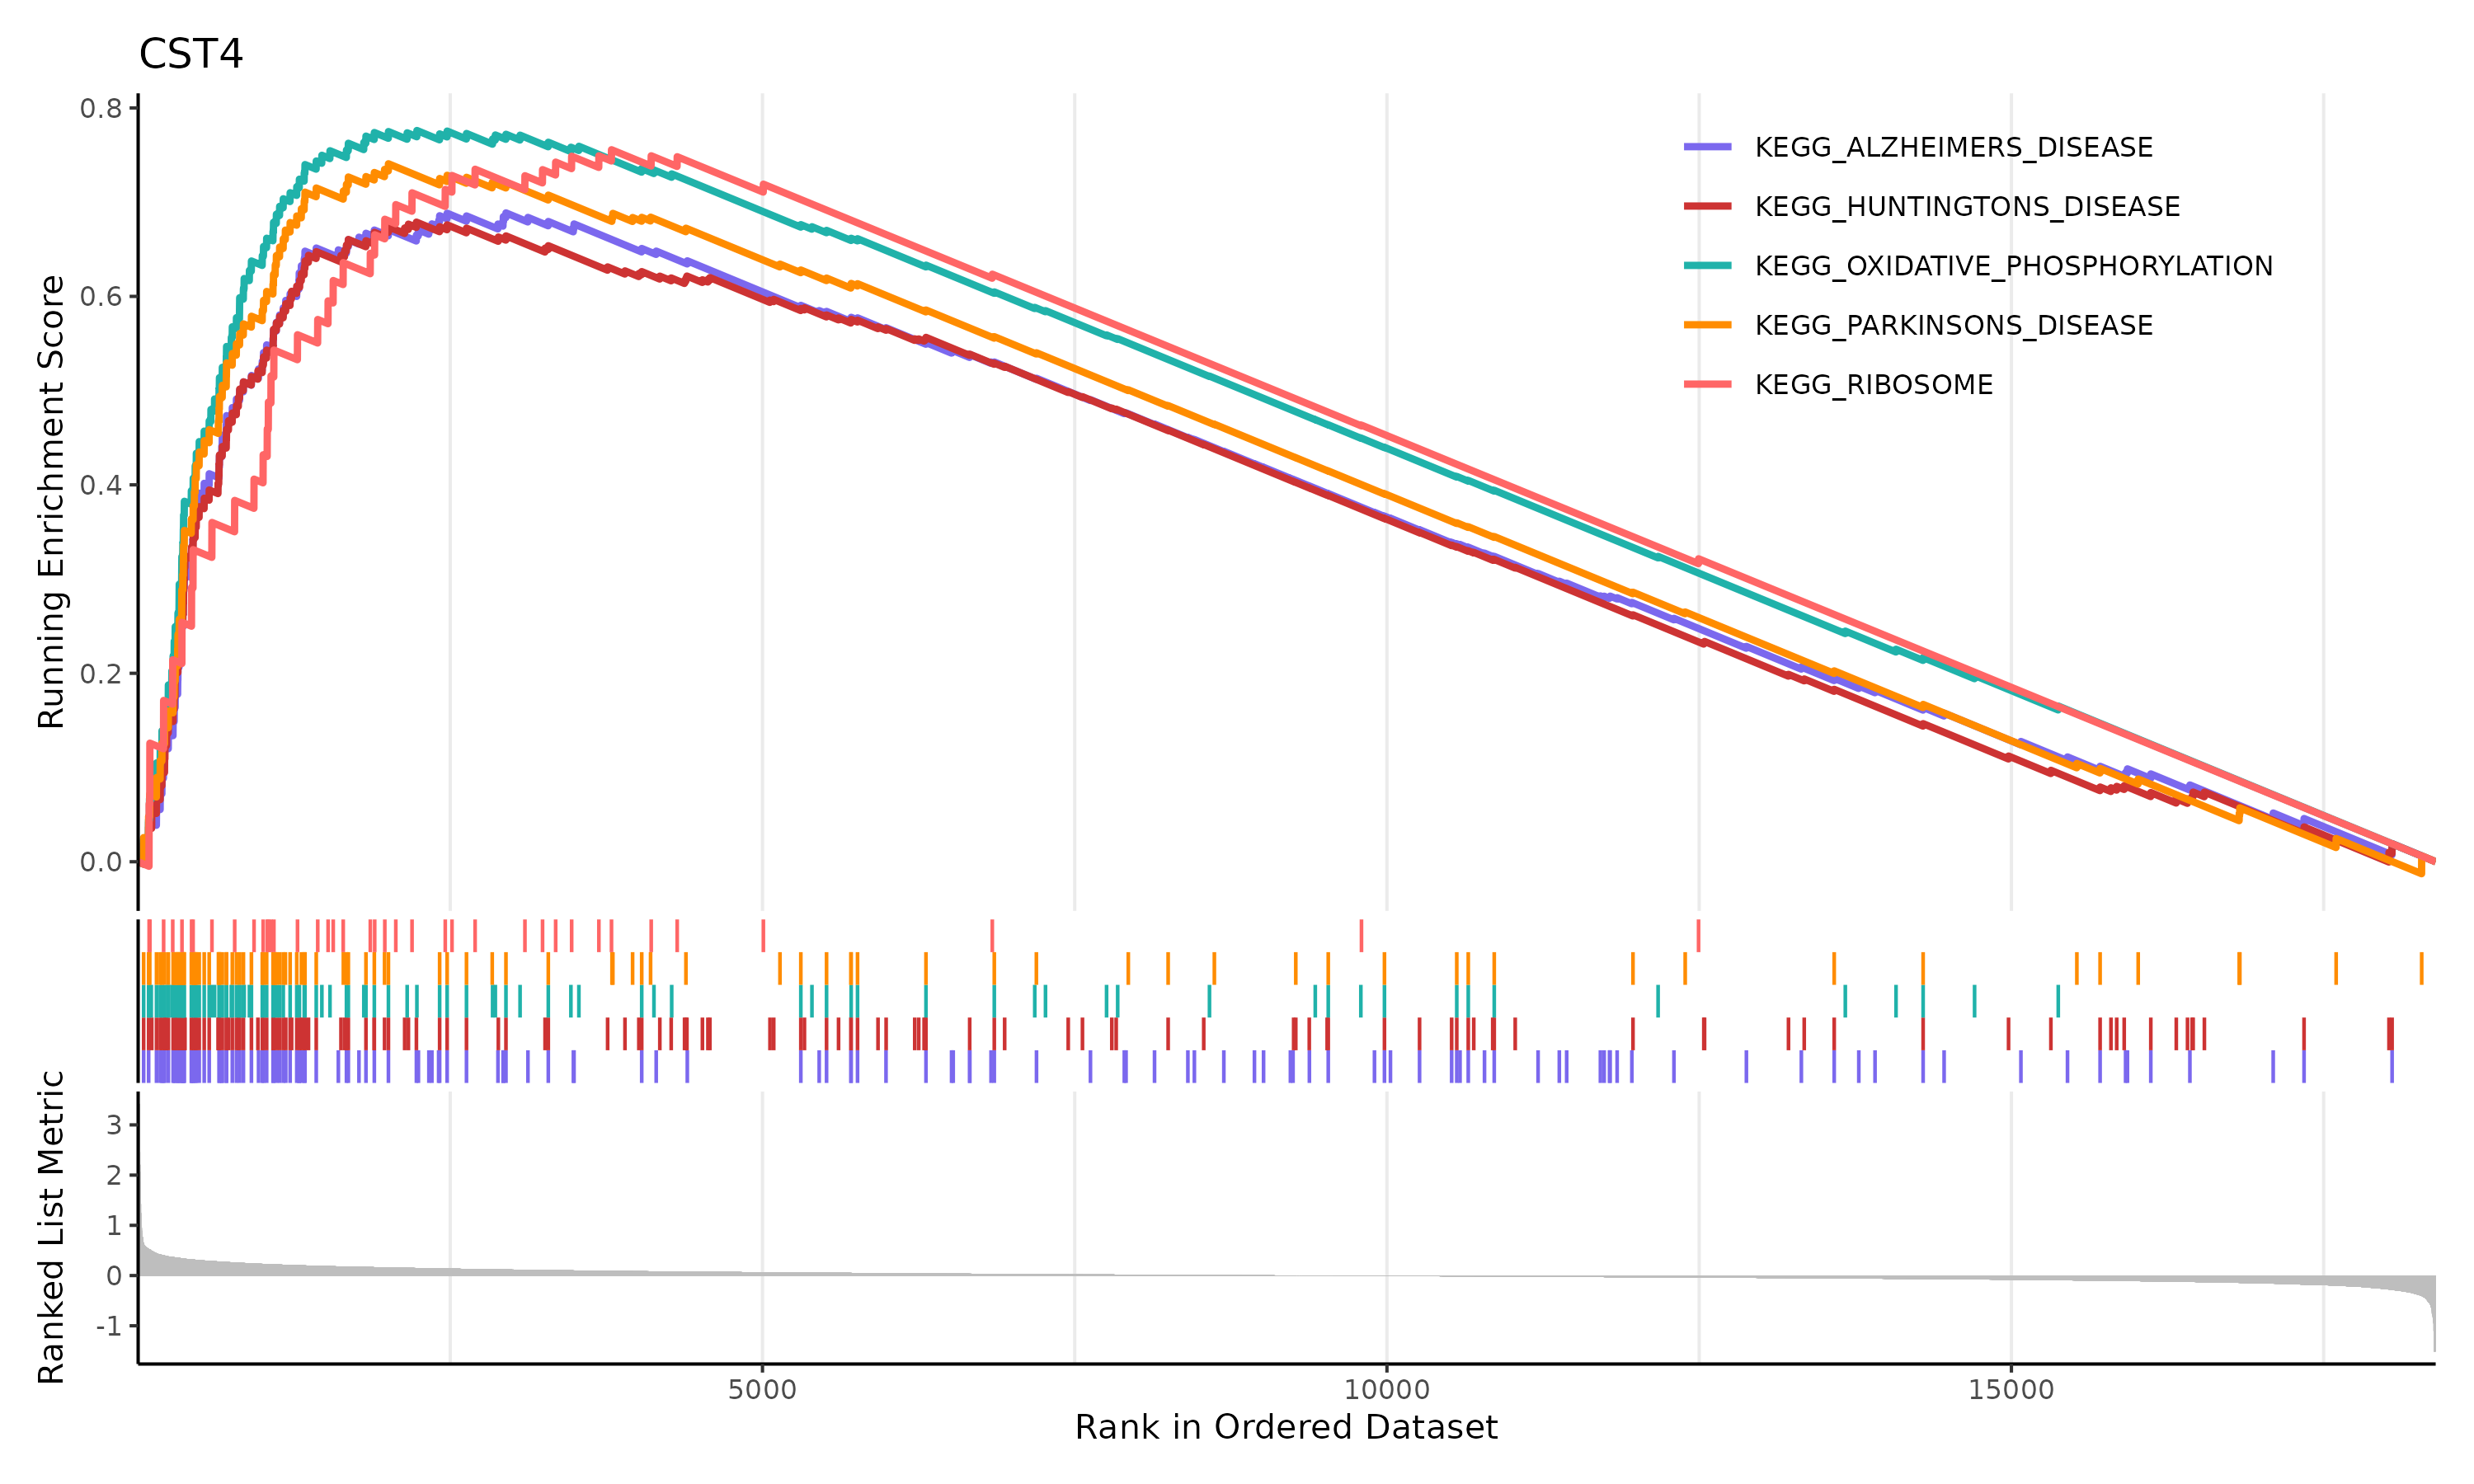 CST4
Running Enrichment Score
0.8
0.6
0.4
0.2
0.0
KEGG_ALZHEIMERS_DISEASE
KEGG_HUNTINGTONS_DISEASE
KEGG_OXIDATIVE_PHOSPHORYLATION
KEGG_PARKINSONS_DISEASE
KEGG_RIBOSOME
Ranked List Metric
3
2
1
0
-1
5000
10000
15000
Rank in Ordered Dataset